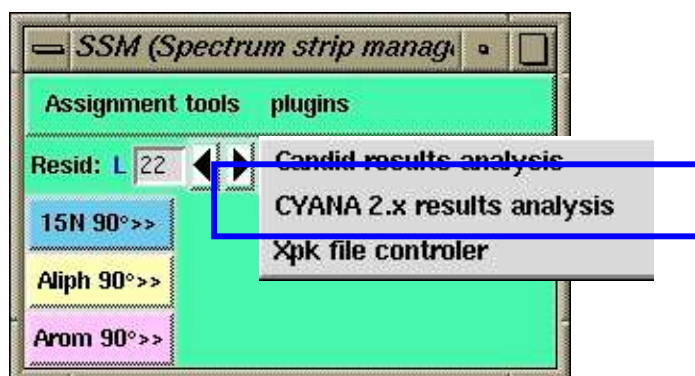 SSM (Spectrum strip manag
Assignment tools plugins
Resid: L 22
Candid results analysis
CYANA 2.x results analysis
15N 90°>>
Xpk file controler
Aliph 90°>>
Arom 90°>>